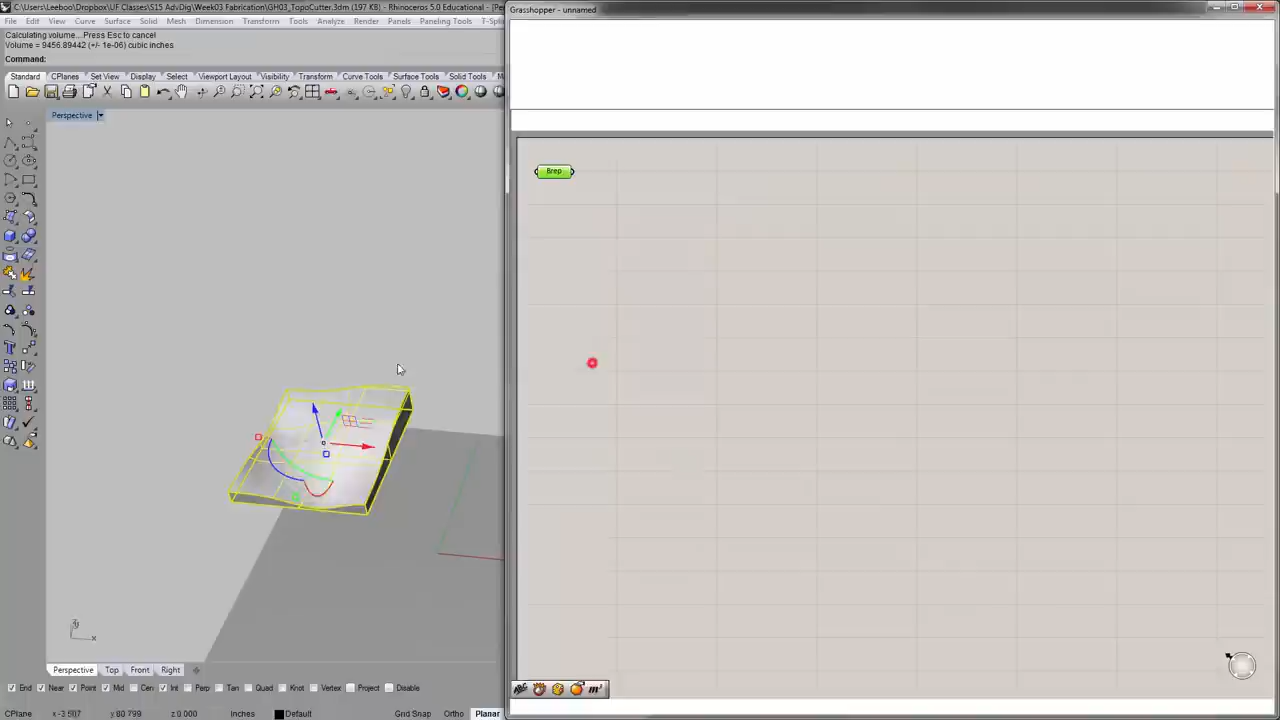 C:\Users\Leeboo\Dropbox\UF Classes\S15 AdvDig\Week03 Fabrication\GH03_TopoCutter.3dm (197 KB) - Rhinoceros 5.0 Educational - [Pe
Grasshopper - unnamed
File Edit View Curve Surface Solid Mesh Dimension Transform Tools Analyze Render Panels Paneling Tools T-Spli
Calculating volume...Press Esc to cancel
Volume = 9456.89442 (+/- 1e-06) cubic inches
Command:
Standard CPlanes Set View Display Select Viewport Layout Visibility Transform Curve Tools Surface Tools Solid Tools M
Perspective
Brep
Perspective Top Front Right
End Near Point Mid Cen Int Perp Tan Quad Knot Vertex Project Disable
CPlane y 80.799 z 0.000 Inches Default Grid Snap Ortho Planar